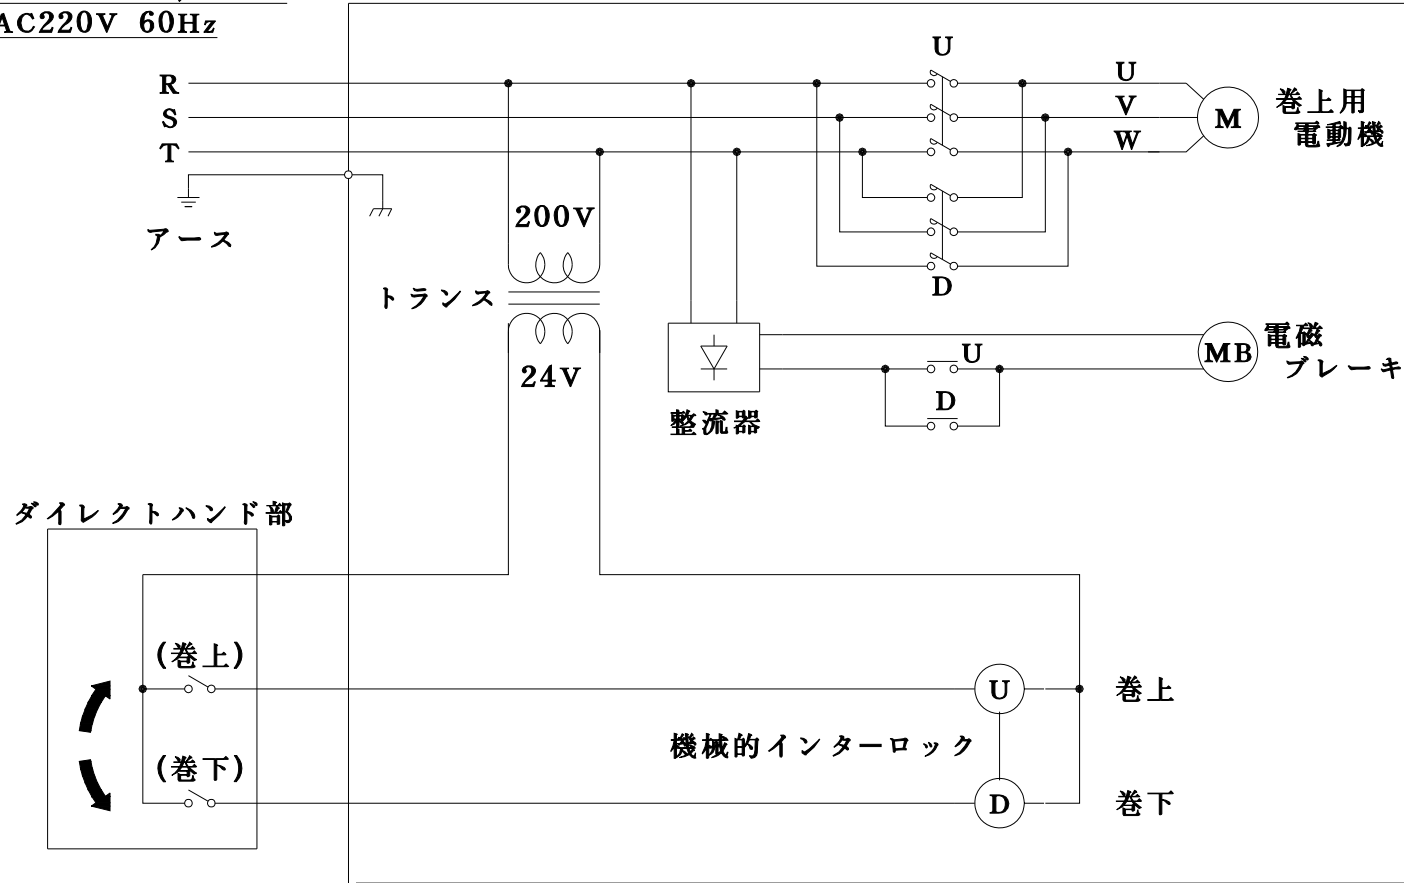 AC220V 60Hz
U
R
U
S
V
T
W
M
巻上用
電動機
アース
200V
トランス
24V
D
整流器
U
D
MB
電磁
ブレーキ
ダイレクトハンド部
(巻上)
(巻下)
U
巻上
機械的インターロック
D
巻下